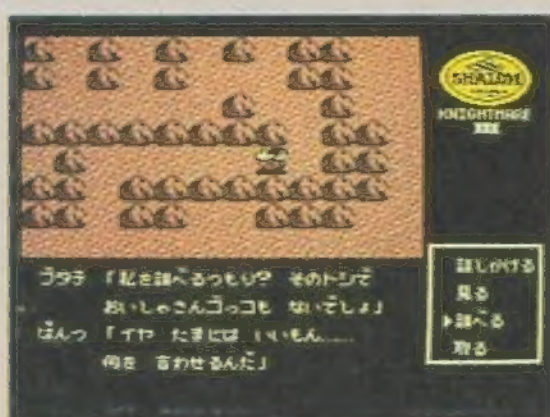 SHALOM
KNIGHTMARE
III
ゴタテ「私を調べるつもり? そのトシで
おいしゃさんゴッコも ないでしょ」
ぱんつ「イヤ たまには いいもん……
何を 言わせるんだ」
話しかける
見る
▶調べる
取る